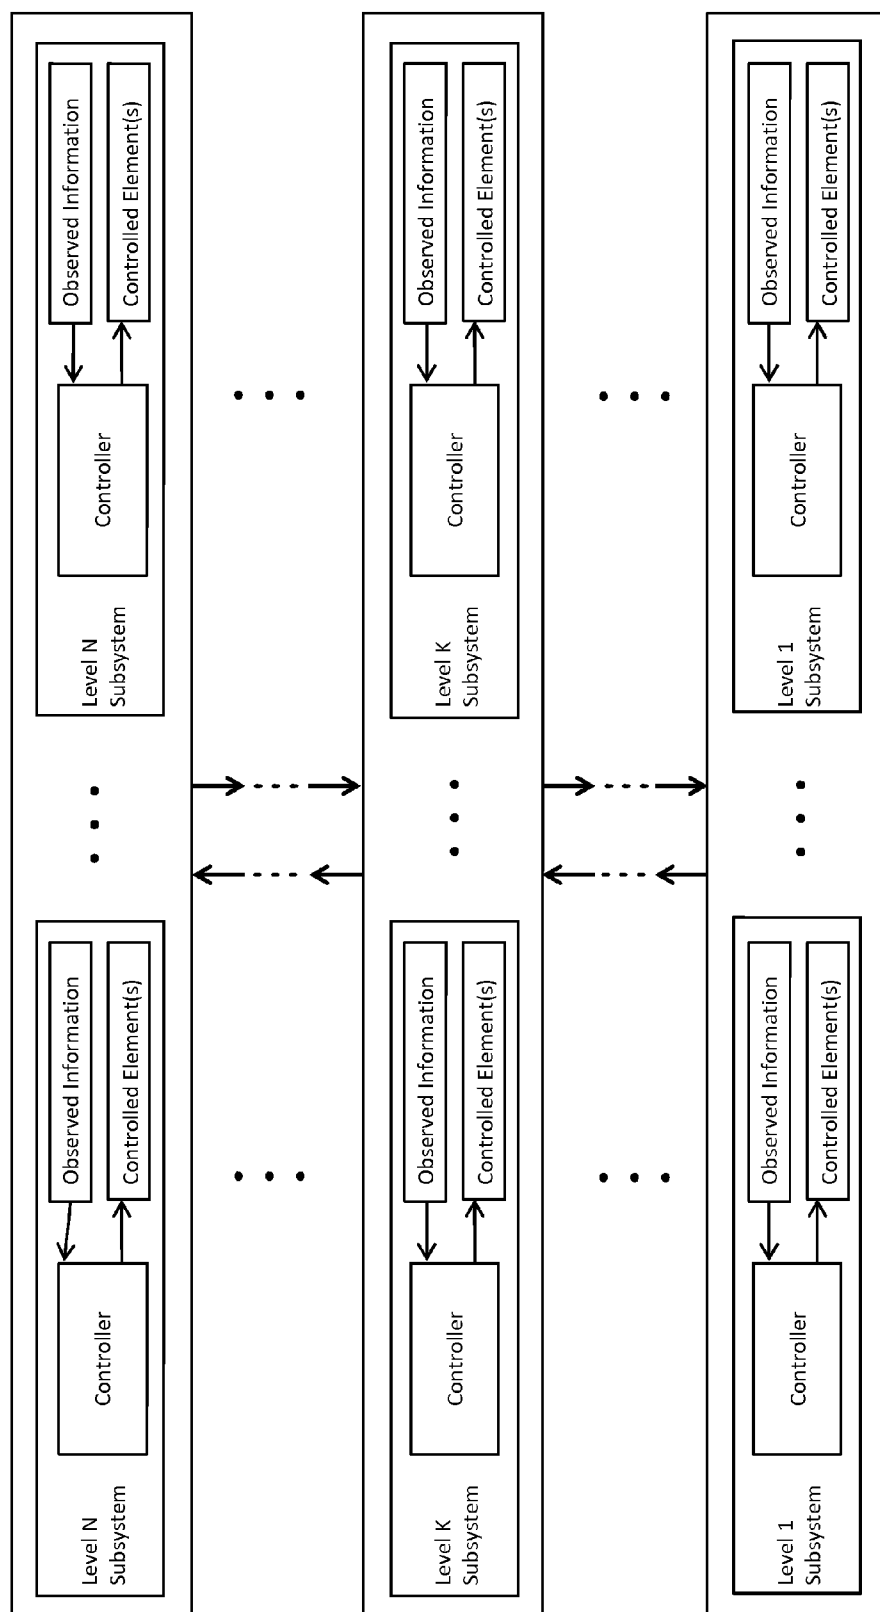 Level N
Subsystem
Controller
Observed Information
Controlled Element(s)
Level N
Subsystem
Controller
Observed Information
Controlled Element(s)
Level K
Subsystem
Controller
Observed Information
Controlled Element(s)
Level K
Subsystem
Controller
Observed Information
Controlled Element(s)
Level 1
Subsystem
Controller
Observed Information
Controlled Element(s)
Level 1
Subsystem
Controller
Observed Information
Controlled Element(s)